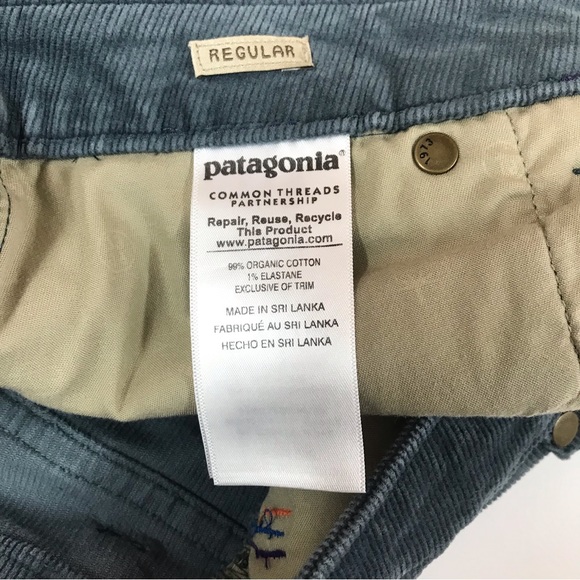 REGULAR
patagonia®
COMMON THREADS
PARTNERSHIP
Repair, Reuse, Recycle
This Product
www.patagonia.com
99% ORGANIC COTTON
1% ELASTANE
EXCLUSIVE OF TRIM
MADE IN SRI LANKA
FABRIQUÉ AU SRI LANKA
HECHO EN SRI LANKA
1973